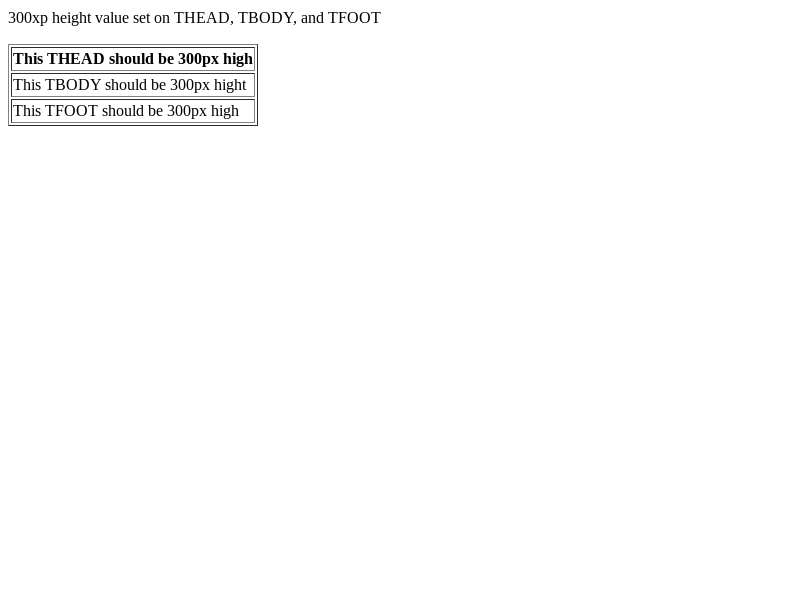 300xp height value set on THEAD, TBODY, and TFOOT
This THEAD should be 300px high
This TBODY should be 300px hight
This TFOOT should be 300px high